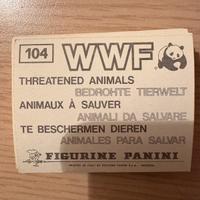 104 WWF
THREATENED ANIMALS
BEDROHTE TIERWELT
ANIMAUX À SAUVER
ANIMALI DA SALVARE
TE BESCHERMEN DIEREN
ANIMALES PARA SALVAR
FIGURINE PANINI